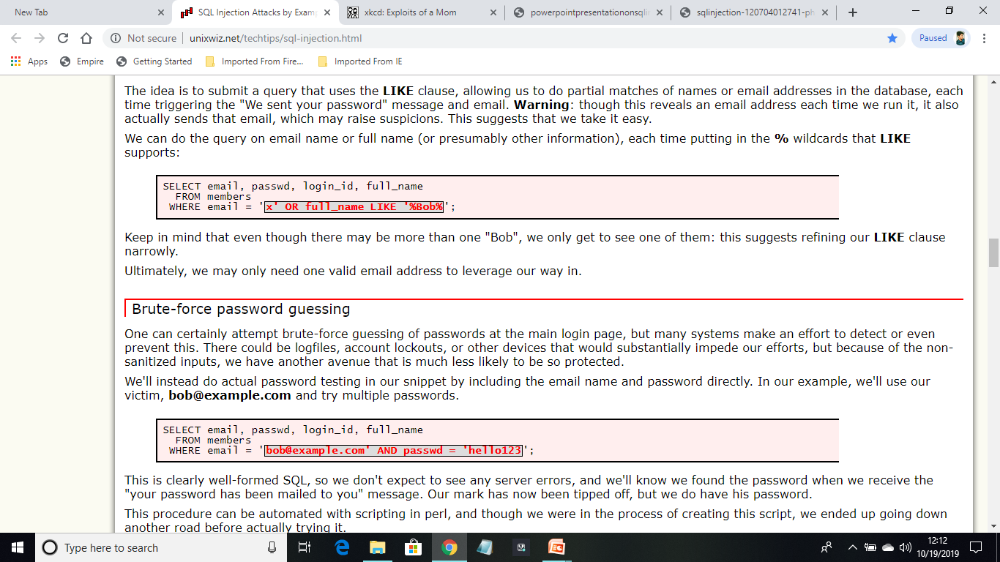 New Tab
SQL Injection Attacks by Examp
xkcd: Exploits of a Mom
powerpointpresentationonsqli
sqlinjection-120704012741-ph
Not secure | unixwiz.net/techtips/sql-injection.html
Paused
Apps
Empire
Getting Started
Imported From Fire...
Imported From IE
The idea is to submit a query that uses the LIKE clause, allowing us to do partial matches of names or email addresses in the database, each
time triggering the "We sent your password" message and email. Warning: though this reveals an email address each time we run it, it also
actually sends that email, which may raise suspicions. This suggests that we take it easy.
We can do the query on email name or full name (or presumably other information), each time putting in the % wildcards that LIKE
supports:
SELECT email, passwd, login_id, full_name
FROM members
WHERE email = 'x' OR full_name LIKE '%Bob%';
Keep in mind that even though there may be more than one "Bob", we only get to see one of them: this suggests refining our LIKE clause
narrowly.
Ultimately, we may only need one valid email address to leverage our way in.
Brute-force password guessing
One can certainly attempt brute-force guessing of passwords at the main login page, but many systems make an effort to detect or even
prevent this. There could be logfiles, account lockouts, or other devices that would substantially impede our efforts, but because of the non-
sanitized inputs, we have another avenue that is much less likely to be so protected.
We'll instead do actual password testing in our snippet by including the email name and password directly. In our example, we'll use our
victim, bob@example.com and try multiple passwords.
SELECT email, passwd, login_id, full_name
FROM members
WHERE email = 'bob@example.com' AND passwd = 'hello123';
This is clearly well-formed SQL, so we don't expect to see any server errors, and we'll know we found the password when we receive the
"your password has been mailed to you" message. Our mark has now been tipped off, but we do have his password.
This procedure can be automated with scripting in perl, and though we were in the process of creating this script, we ended up going down
another road before actually trying it.
Type here to search
12:12
10/19/2019